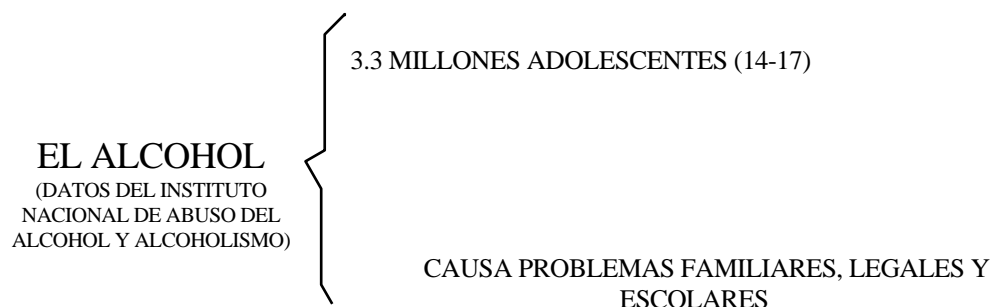 3.3 MILLONES ADOLESCENTES (14-17)
EL ALCOHOL
(DATOS DEL INSTITUTO
NACIONAL DE ABUSO DEL
ALCOHOL Y ALCOHOLISMO)
CAUSA PROBLEMAS FAMILIARES, LEGALES Y
ESCOLARES